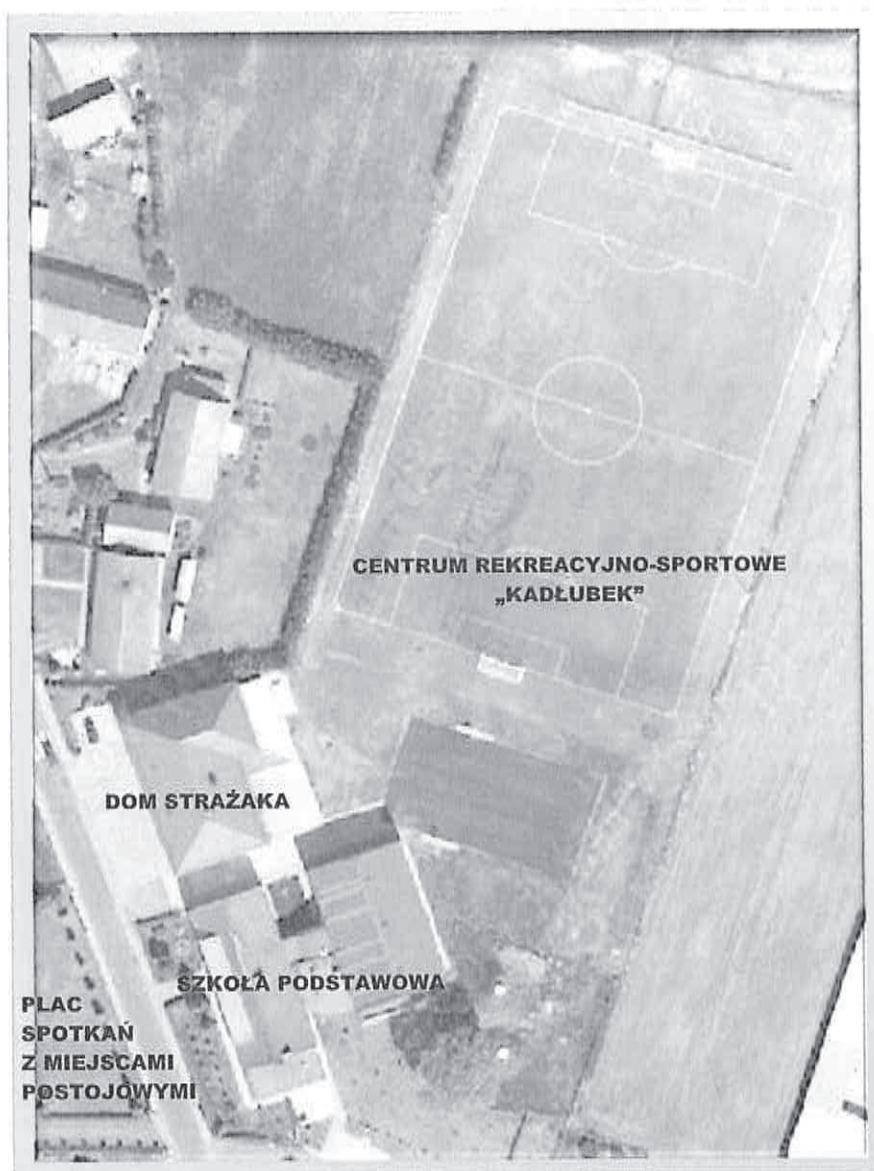 CENTRUM REKREACYJNO-SPORTOWE
„KADŁUBEK”
DOM STRAŻAKA
SZKOŁA PODSTAWOWA
PLAC
SPOTKAŃ
Z MIEJSCAMI
POSTOJOWYMI